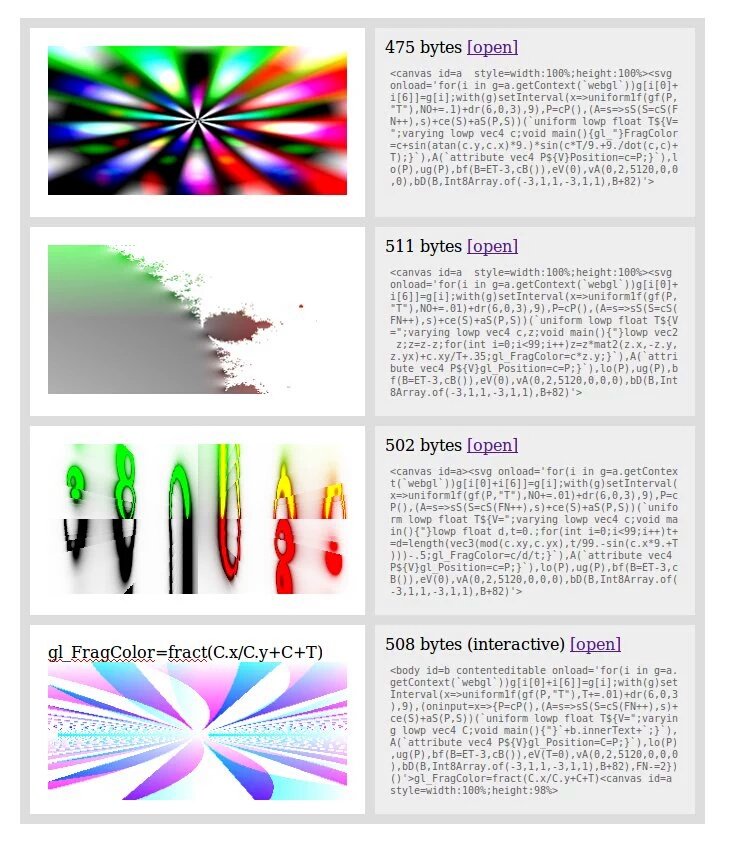 475 bytes [open]
<canvas id=a  style=width:100%;height:100%><svg
onload='for(i in g=a.getContext(`webgl`))g[i[0]+
i[6]]=g[i];with(g)setInterval(x=>uniform1f(gf(P,
"T"),NO+=.1)+dr(6,0,3),9),P=cP(),(A=s=>sS(S=cS(F
N++),s)+ce(S)+aS(P,S))(`uniform lowp float T${V=
";varying lowp vec4 c;void main(){gl_"}FragColor
=c+sin(atan(c.y,c.x)*9.)*sin(c*T/9.+9./dot(c,c)+
T);}`),A(`attribute vec4 P${V}Position=c=P;}`),l
o(P),ug(P),bf(B=ET-3,cB()),eV(0),vA(0,2,5120,0,0
,0),bD(B,Int8Array.of(-3,1,1,-3,1,1),B+82)'>
511 bytes [open]
<canvas id=a  style=width:100%;height:100%><svg
onload='for(i in g=a.getContext(`webgl`))g[i[0]+
i[6]]=g[i];with(g)setInterval(x=>uniform1f(gf(P,
"T"),NO+=.01)+dr(6,0,3),9),P=cP(),(A=s=>sS(S=cS(
FN++),s)+ce(S)+aS(P,S))(`uniform lowp float T${V
=";varying lowp vec4 c,z;void main(){"}lowp vec2
 z;z=z-z;for(int i=0;i<99;i++)z=z*mat2(z.x,-z.y,
z.yx)+c.xy/T+.35;gl_FragColor=c*z.y;}`),A(`attri
bute vec4 P${V}gl_Position=c=P;}`),lo(P),ug(P),b
f(B=ET-3,cB()),eV(0),vA(0,2,5120,0,0,0),bD(B,Int
8Array.of(-3,1,1,-3,1,1),B+82)'>
502 bytes [open]
<canvas id=a><svg onload='for(i in g=a.getContex
t(`webgl`))g[i[0]+i[6]]=g[i];with(g)setInterval(
x=>uniform1f(gf(P,"T"),NO+=.01)+dr(6,0,3),9),P=c
P(),(A=s=>sS(S=cS(FN++),s)+ce(S)+aS(P,S))(`unifo
rm lowp float T${V=";varying lowp vec4 c;void ma
in(){"}lowp float d,t=0.;for(int i=0;i<99;i++)t+
=d=length(vec3(mod(c.xy,c.yx),t/99.-sin(c.x*9.+T
)))-.5;gl_FragColor=c/d/t;}`),A(`attribute vec4
P${V}gl_Position=c=P;}`),lo(P),ug(P),bf(B=ET-3,c
B()),eV(0),vA(0,2,5120,0,0,0),bD(B,Int8Array.of(
-3,1,1,-3,1,1),B+82)'>
gl_FragColor=fract(C.x/C.y+C+T)
508 bytes (interactive) [open]
<body id=b contenteditable onload='for(i in g=a.
getContext(`webgl`))g[i[0]+i[6]]=g[i];with(g)set
Interval(x=>uniform1f(gf(P,"T"),T+=.01)+dr(6,0,3
),9),(oninput=x=>{P=cP(),(A=s=>sS(S=cS(FN++),s)+
ce(S)+aS(P,S))(`uniform lowp float T${V=";varyin
g lowp vec4 C;void main(){"}`+b.innerText+`;}`),
A(`attribute vec4 P${V}gl_Position=C=P;}`),lo(P)
,ug(P),bf(B=ET-3,cB()),eV(T=0),vA(0,2,5120,0,0,0
),bD(B,Int8Array.of(-3,1,1,-3,1,1),B+82),FN-=2})
()'>gl_FragColor=fract(C.x/C.y+C+T)<canvas id=a
style=width:100%;height:98%>